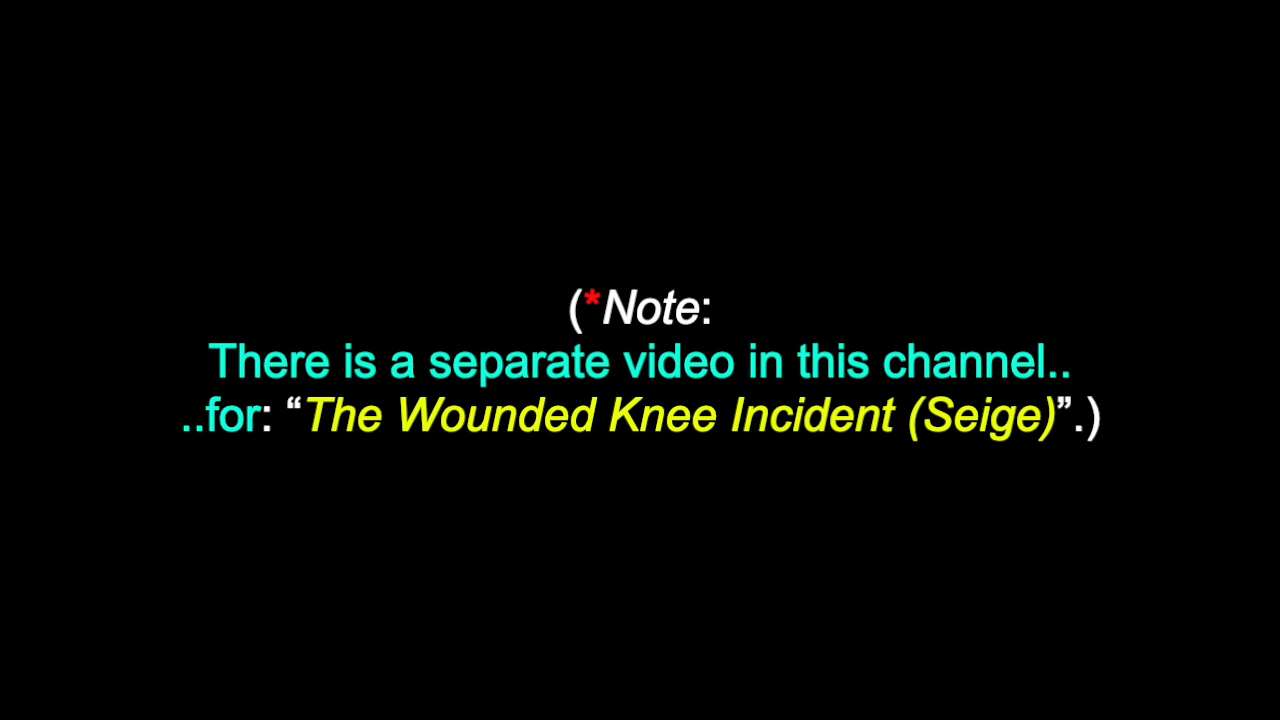 (*Note:
There is a separate video in this channel..
..for: “The Wounded Knee Incident (Seige)”.)